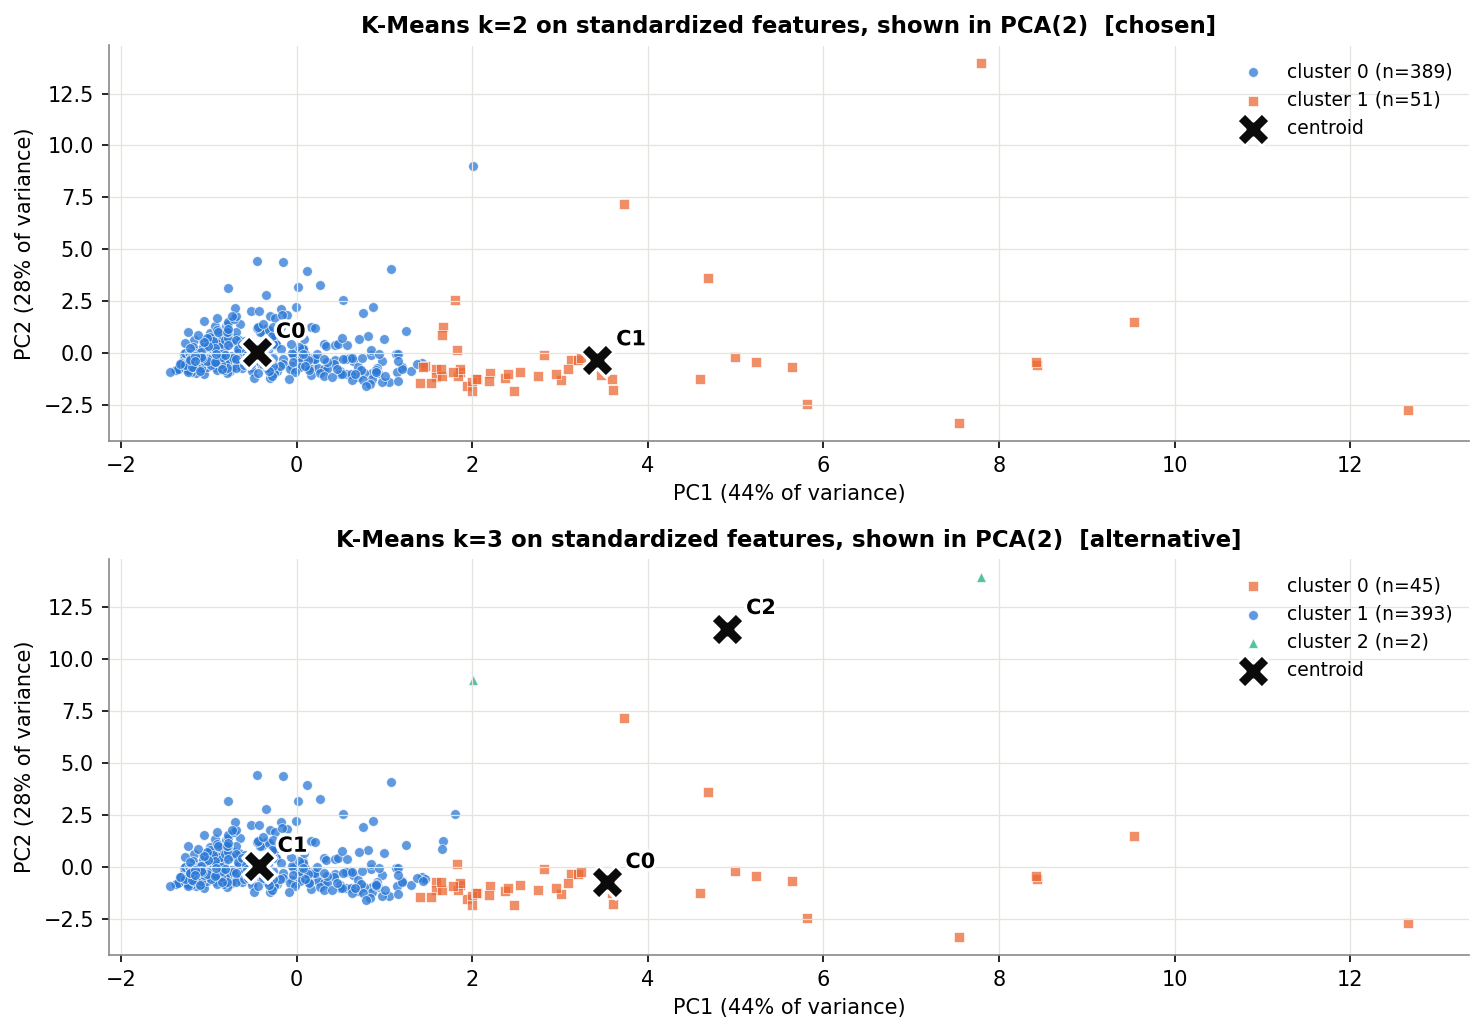 K-Means k=2 on standardized features, shown in PCA(2)  [chosen]
cluster 0 (n=389)
cluster 1 (n=51)
centroid
C0
C1
12.5
10.0
7.5
5.0
2.5
0.0
−2.5
PC2 (28% of variance)
−2
0
2
4
6
8
10
12
PC1 (44% of variance)
K-Means k=3 on standardized features, shown in PCA(2)  [alternative]
cluster 0 (n=45)
cluster 1 (n=393)
cluster 2 (n=2)
centroid
C2
C1
C0
12.5
10.0
7.5
5.0
2.5
0.0
−2.5
PC2 (28% of variance)
−2
0
2
4
6
8
10
12
PC1 (44% of variance)